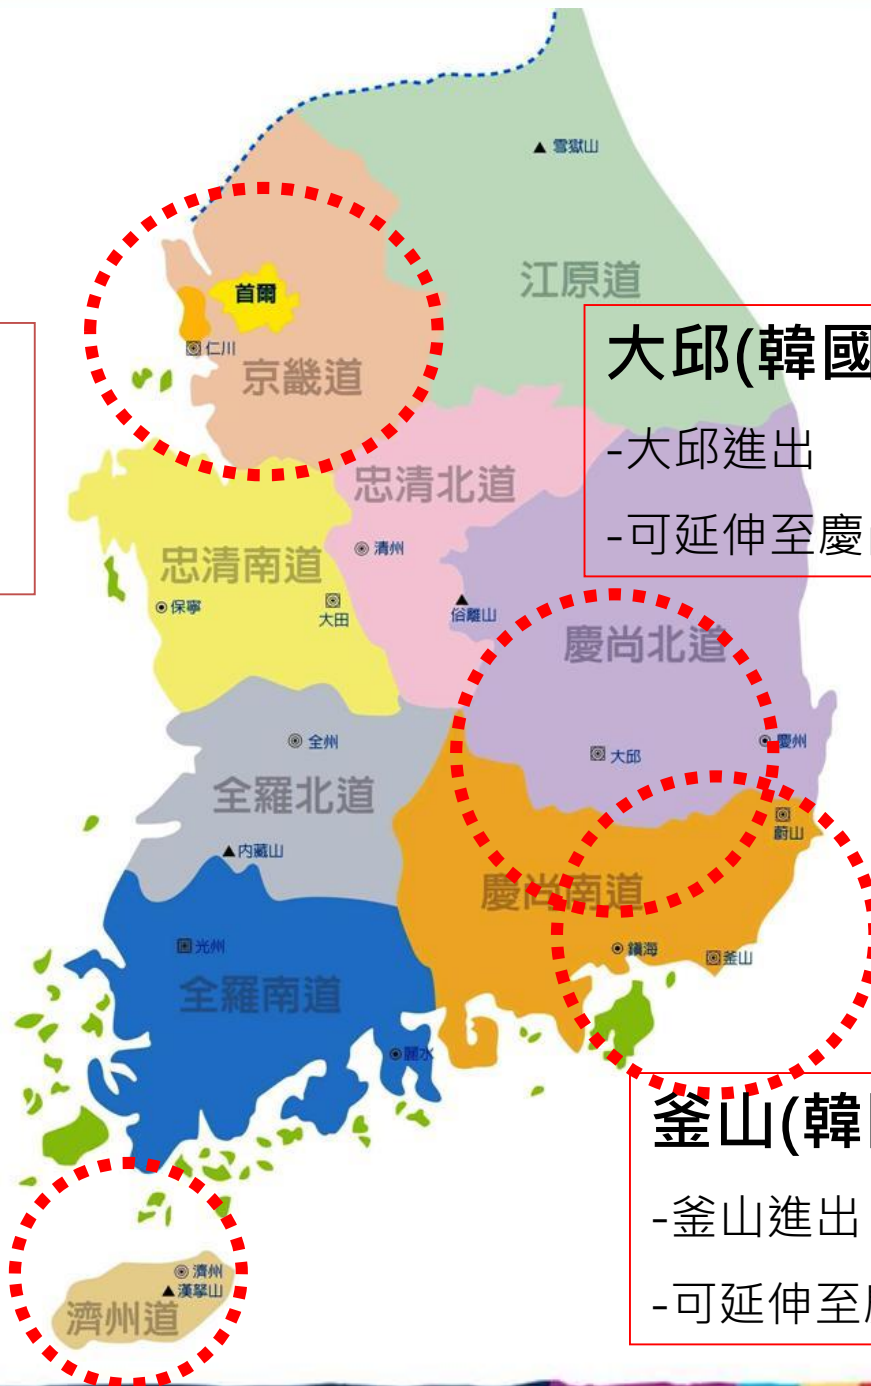 雪獄山
江原道
首爾
仁川
京畿道
大邱(韓國
-大邱進出
-可延伸至慶
忠清北道
清州
忠清南道
保寧
大田
俗離山
慶尚北道
全州
大邱
慶州
全羅北道
蔚山
內藏山
慶尚南道
光州
鎮海
釜山
全羅南道
麗水
釜山(韓
-釜山進出
-可延伸至
濟州
漢拏山
濟州道